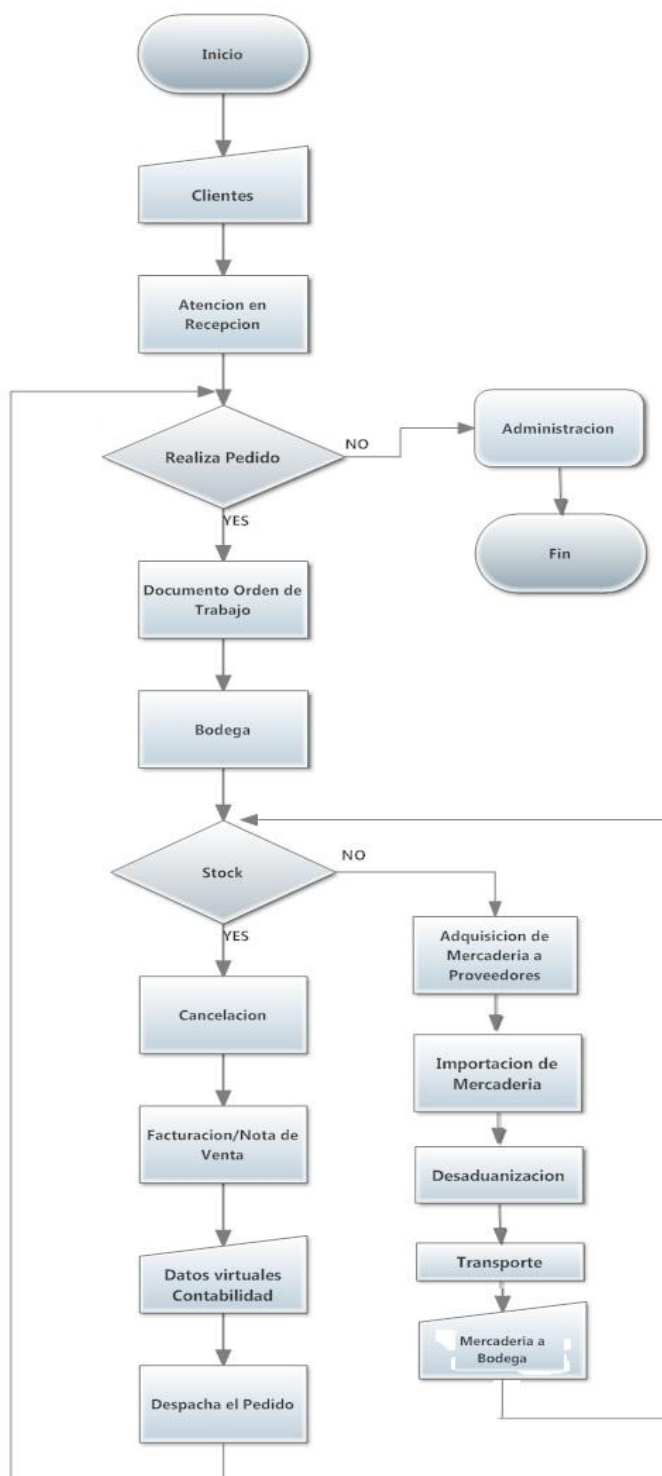 Inicio
Clientes
Atencion en
Recepcion
Realiza Pedido
NO
Administracion
YES
Fin
Documento Orden de
Trabajo
Bodega
Stock
NO
YES
Adquisicion de
Mercaderia a
Proveedores
Cancelacion
Importacion de
Mercaderia
Facturacion/Nota de
Venta
Desaduanizacion
Transporte
Datos virtuales
Contabilidad
Mercaderia a
Bodega
Despacha el Pedido